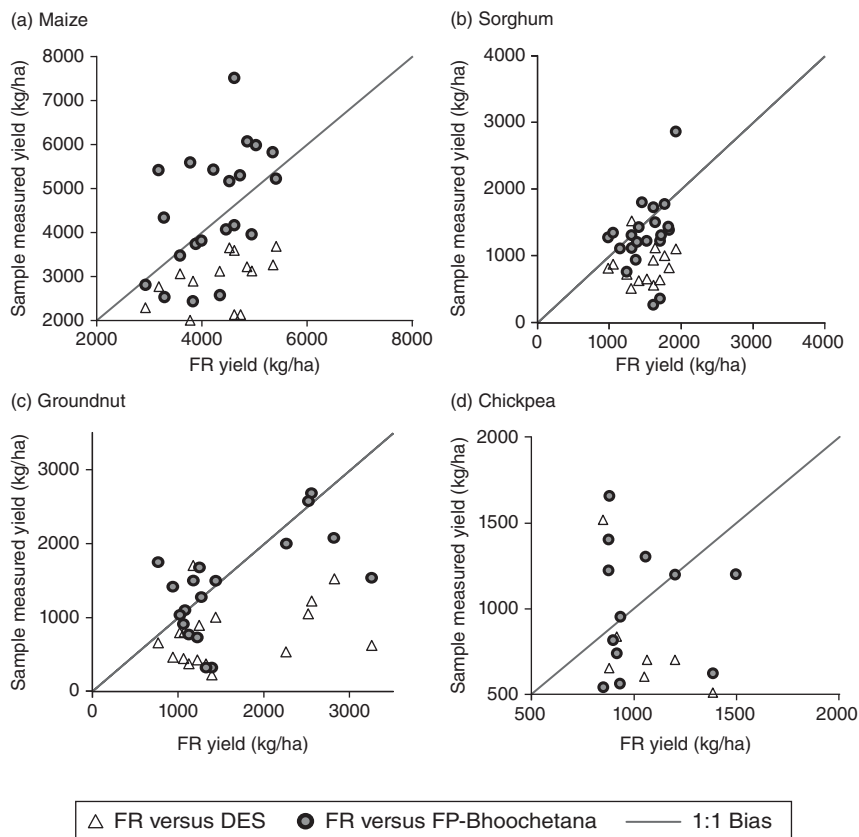 (a) Maize
8000
7000
6000
5000
4000
3000
2000
2000 4000 6000 8000
FR yield (kg/ha)
Sample measured yield (kg/ha)
(b) Sorghum
4000
3000
2000
1000
0
0 1000 2000 3000 4000
FR yield (kg/ha)
Sample measured yield (kg/ha)
(c) Groundnut
3000
2000
1000
0
0 1000 2000 3000
FR yield (kg/ha)
Sample measured yield (kg/ha)
(d) Chickpea
2000
1500
1000
500
500 1000 1500 2000
FR yield (kg/ha)
Sample measured yield (kg/ha)
FR versus DES FR versus FP-Bhoochetana 1:1 Bias